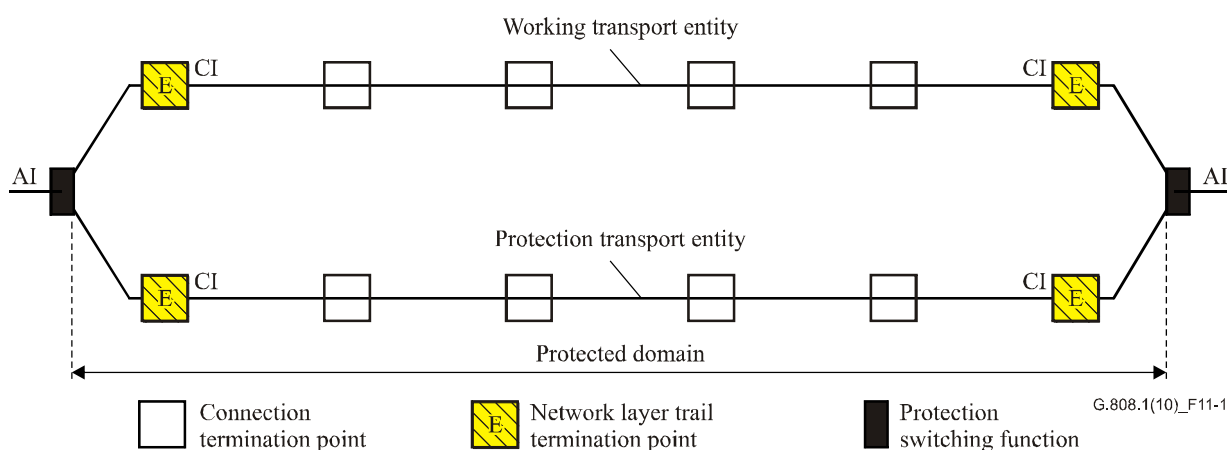 Working transport entity
CI
CI
E
E
AI
AI
Protection transport entity
CI
CI
E
E
Protected domain
Connection
termination point
E
Network layer trail
termination point
Protection
switching function
G.808.1(10)_F11-1